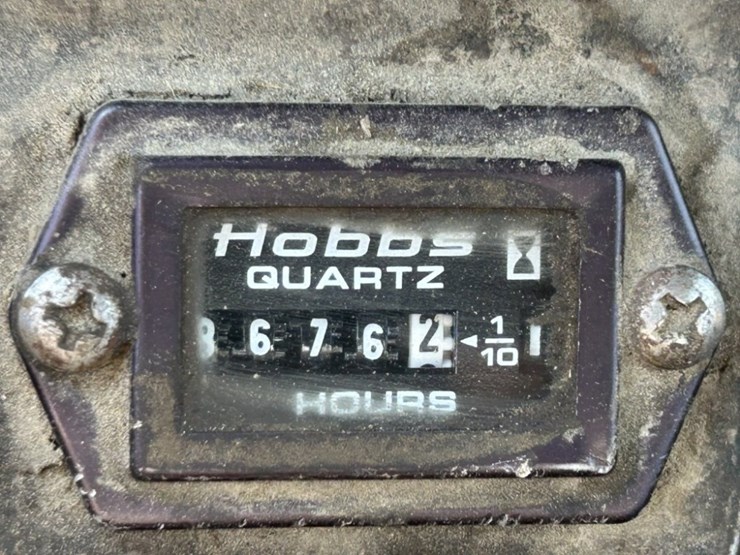 Hobbs
QUARTZ
8 6 7 6 2 ◄ 1/10
HOURS